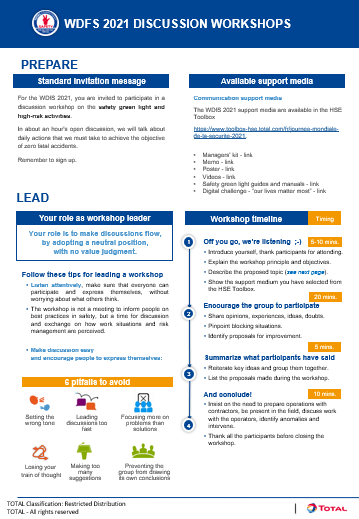 WDFS 2021 DISCUSSION WORKSHOPS
PREPARE
Standard invitation message
For the WDIS 2021, you are invited to participate in a
discussion workshop on the safety green light and
high-risk activities.
In about an hour's open discussion, we will talk about
daily actions that we must take to achieve the objective
of zero fatal accidents.
Remember to sign up.
Available support media
Communication support media
The WDIS 2021 support media are available in the HSE
Toolbox
https://www.toolbox-hse.total.com/fr/journee-mondiale-
de-la-securite-2021.
• Managers' kit - link
• Memo - link
• Poster - link
• Videos - link
• Safety green light guides and manuals - link
• Digital challenge - "our lives matter most" - link
LEAD
Your role as workshop leader
Your role is to make discussions flow,
by adopting a neutral position,
with no value judgment.
Follow these tips for leading a workshop
• Listen attentively, make sure that everyone can
participate and express themselves, without
worrying about what others think.
• The workshop is not a meeting to inform people on
best practices in safety, but a time for discussion
and exchange on how work situations and risk
management are perceived.
• Make discussion easy
and encourage people to express themselves:
6 pitfalls to avoid
Setting the
wrong tone
Leading
discussions too
fast
Focusing more on
problems than
solutions
Losing your
train of thought
Making too
many
suggestions
Preventing the
group from drawing
its own conclusions
Workshop timeline
Timing
1
Off you go, we're listening ;-)
5-10 mins.
• Introduce yourself, thank participants for attending.
• Explain the workshop principle and objectives.
• Describe the proposed topic (see next page).
• Show the support medium you have selected from
the HSE Toolbox.
20 mins.
2
Encourage the group to participate
• Share opinions, experiences, ideas, doubts.
• Pinpoint blocking situations.
• Identify proposals for improvement.
5 mins.
3
Summarize what participants have said
• Reiterate key ideas and group them together.
• List the proposals made during the workshop.
10 mins.
4
And conclude!
• Insist on the need to prepare operations with
contractors, be present in the field, discuss work
with the operators, identify anomalies and
intervene.
• Thank all the participants before closing the
workshop.
TOTAL Classification: Restricted Distribution
TOTAL - All rights reserved
TOTAL